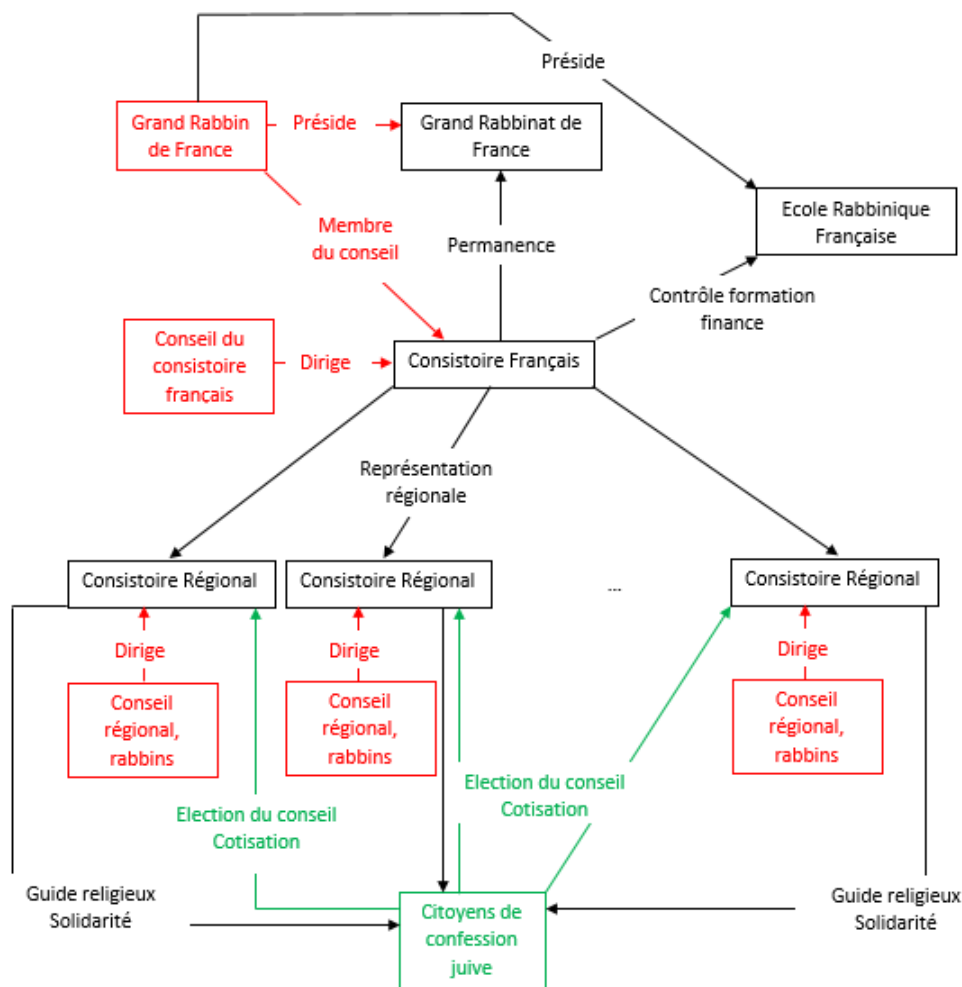 Préside
Grand Rabbin
de France
Préside
Grand Rabbinat de
France
Ecole Rabbinique
Française
Membre
du conseil
Permanence
Contrôle formation
finance
Conseil du
consistoire
français
Dirige
Consistoire Français
Représentation
régionale
Consistoire Régional
Consistoire Régional
...
Consistoire Régional
Dirige
Dirige
Dirige
Conseil
régional,
rabbins
Conseil
régional,
rabbins
Conseil
régional,
rabbins
Election du conseil
Cotisation
Election du conseil
Cotisation
Guide religieux
Solidarité
Citoyens de
confession
juive
Guide religieux
Solidarité